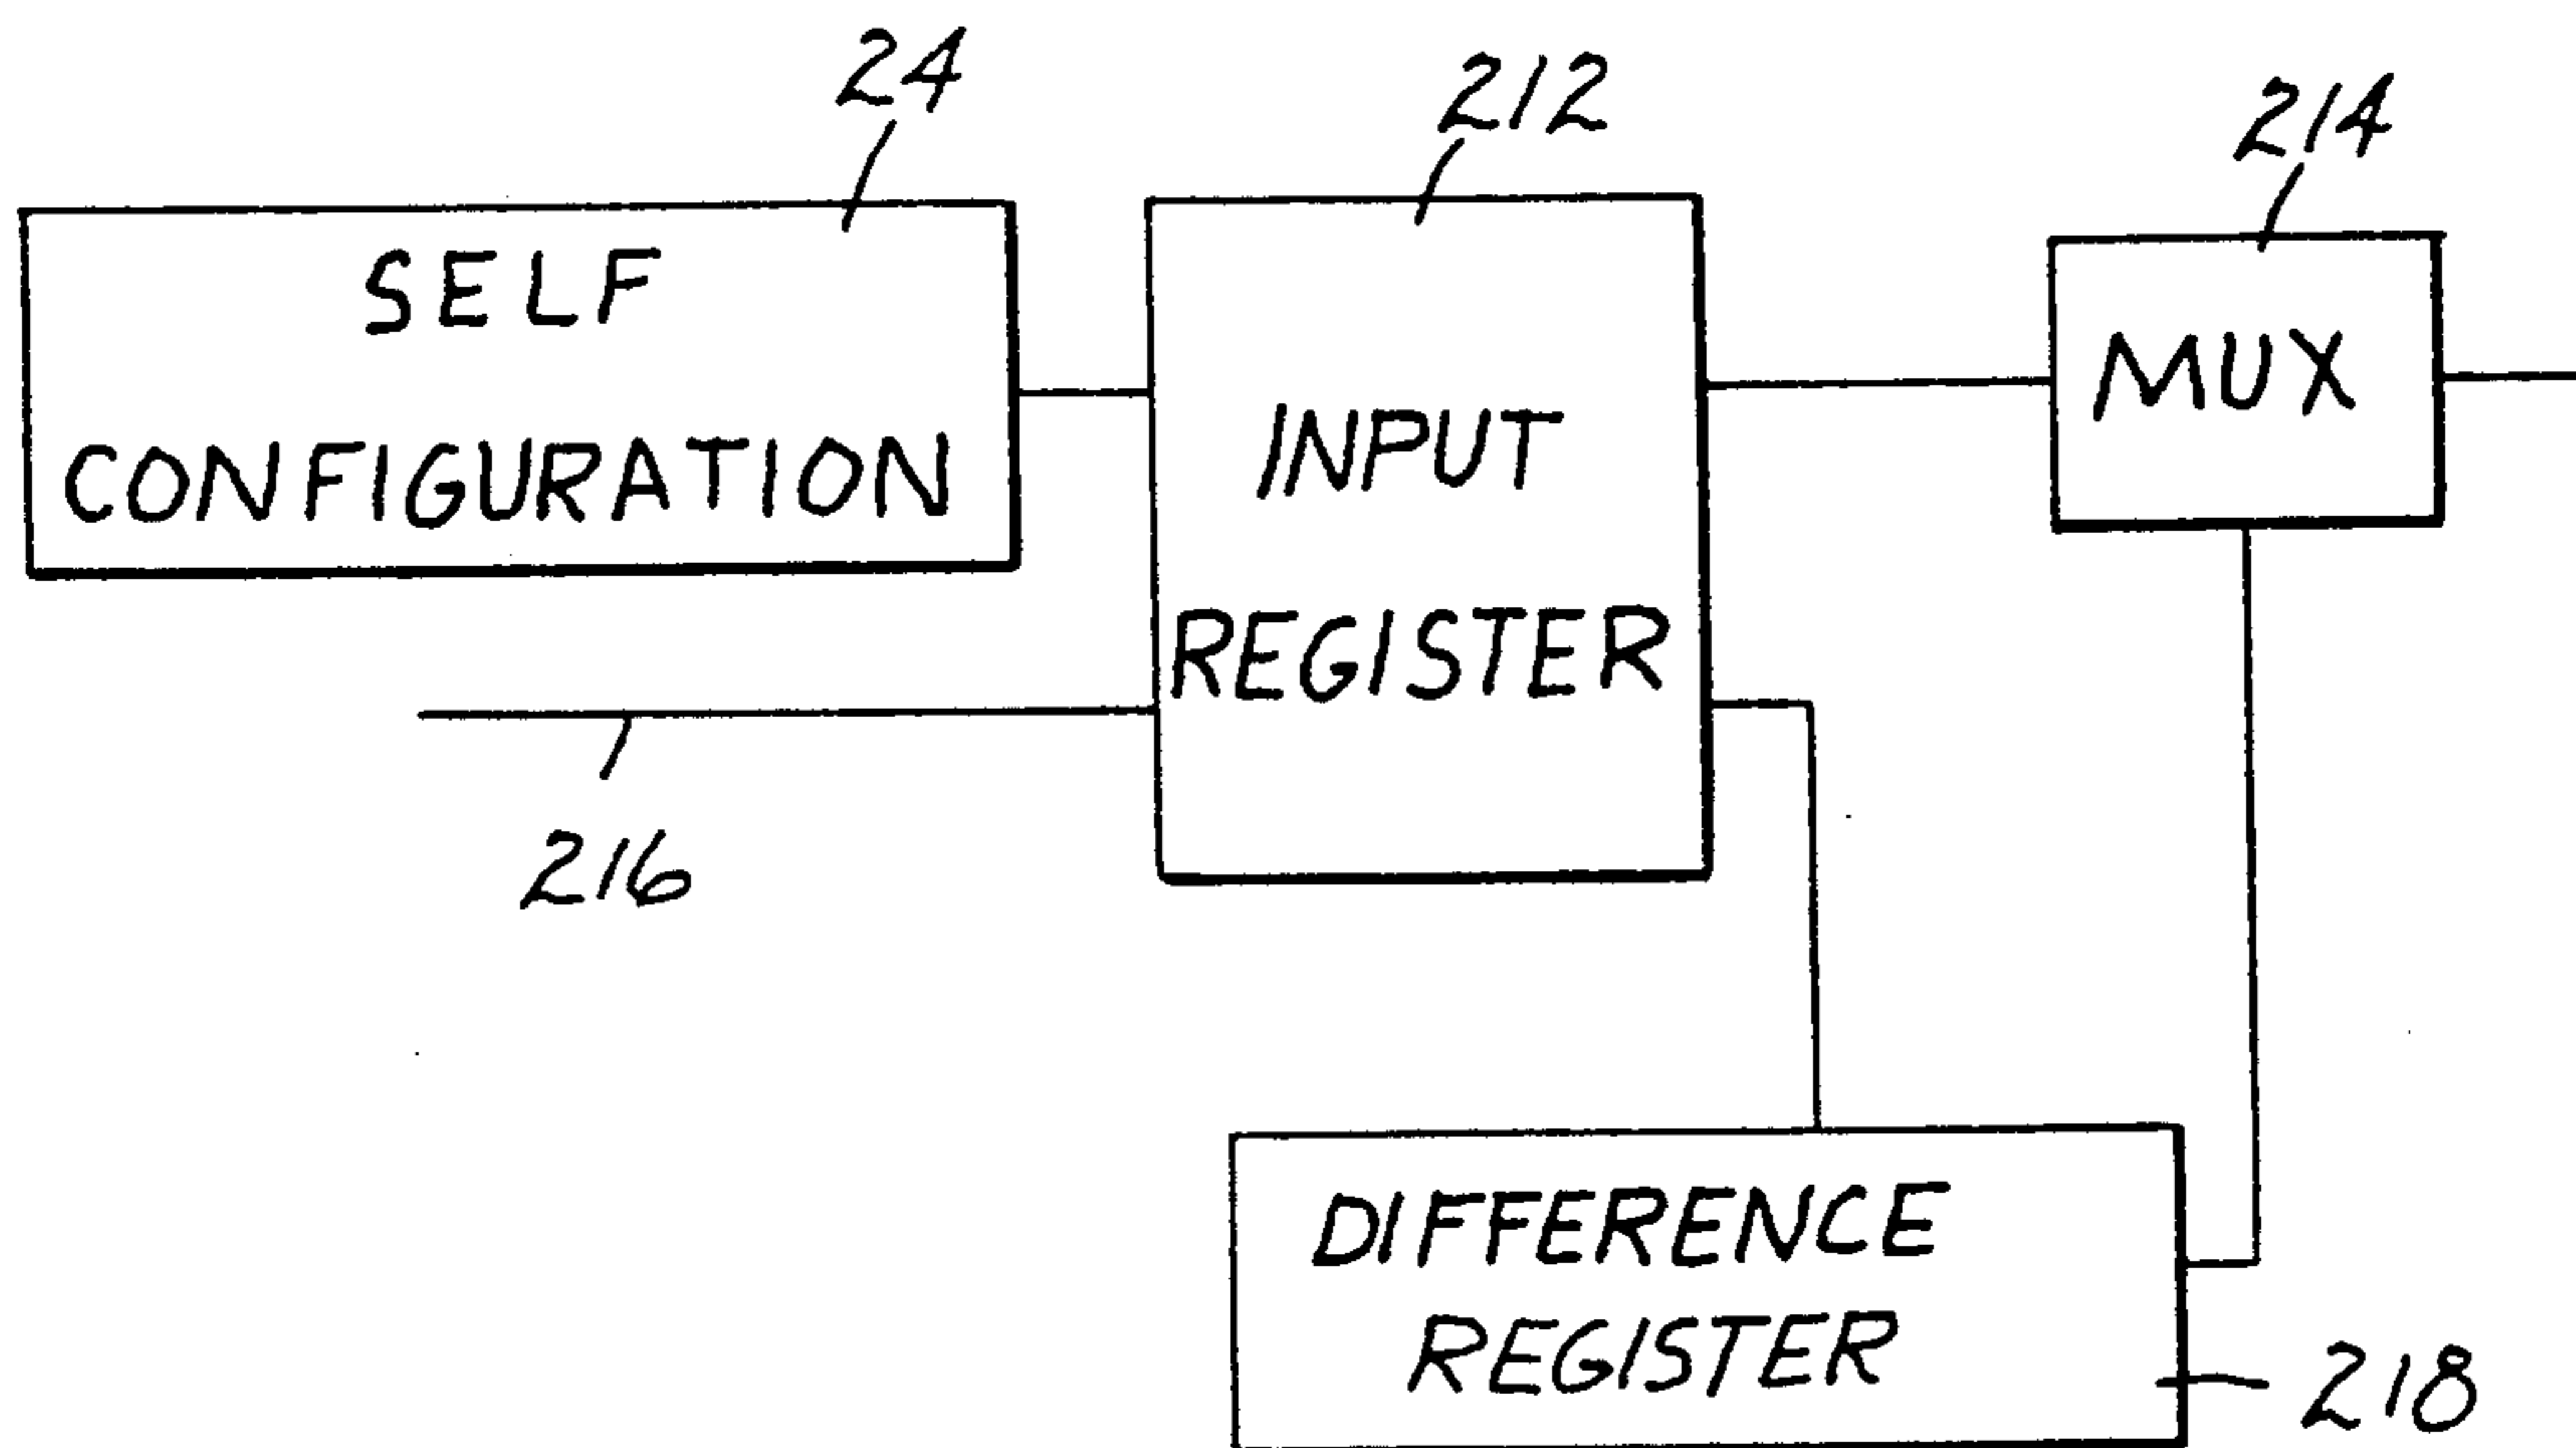 24
212
214
SELF
CONFIGURATION
INPUT
REGISTER
MUX
216
DIFFERENCE
REGISTER
218